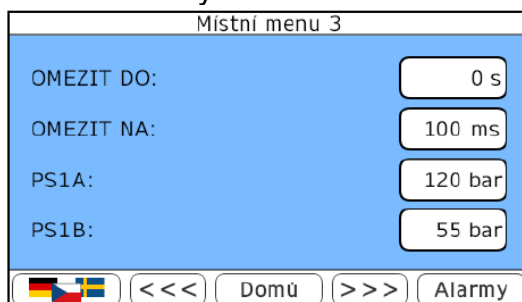 Místní menu 3
OMEZIT DO: 0 s
OMEZIT NA: 100 ms
PS1A: 120 bar
PS1B: 55 bar
<<< Domů >>> Alarmy